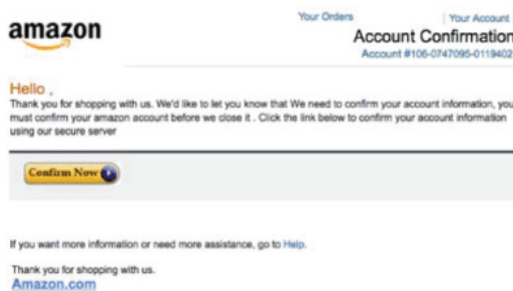 amazon
Your Orders | Your Account |
Account Confirmation
Account #106-0747095-0119402
Hello ,
Thank you for shopping with us. We'd like to let you know that We need to confirm your account information, you
must confirm your amazon account before we close it . Click the link below to confirm your account information
using our secure server
Confirm Now
If you want more information or need more assistance, go to Help.
Thank you for shopping with us.
Amazon.com